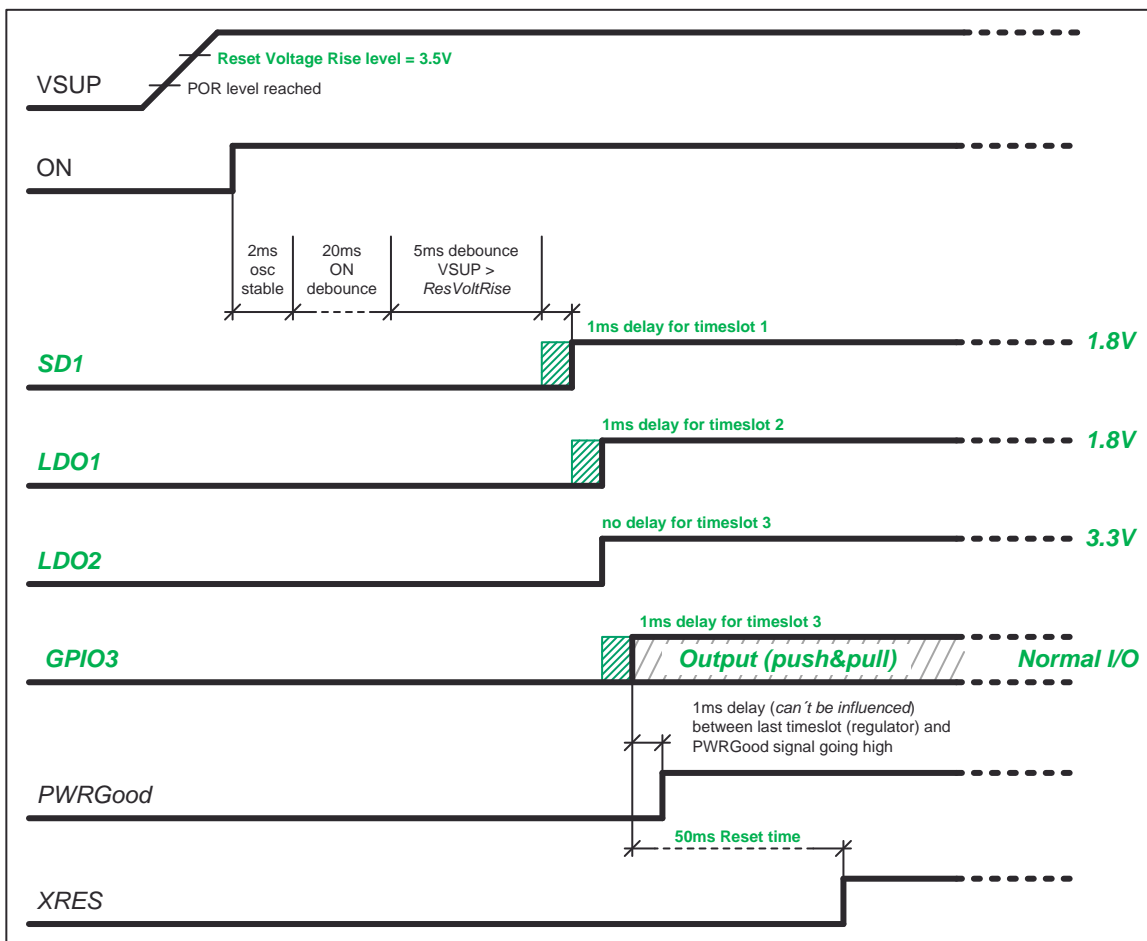 Reset Voltage Rise level = 3.5V
VSUP
POR level reached
ON
2ms
osc
stable
20ms
ON
debounce
5ms debounce
VSUP >
ResVoltRise
1ms delay for timeslot 1
SD1
1.8V
1ms delay for timeslot 2
LDO1
1.8V
no delay for timeslot 3
LDO2
3.3V
1ms delay for timeslot 3
GPIO3
Output (push&pull)
Normal I/O
1ms delay (can´t be influenced)
between last timeslot (regulator) and
PWRGood signal going high
PWRGood
50ms Reset time
XRES